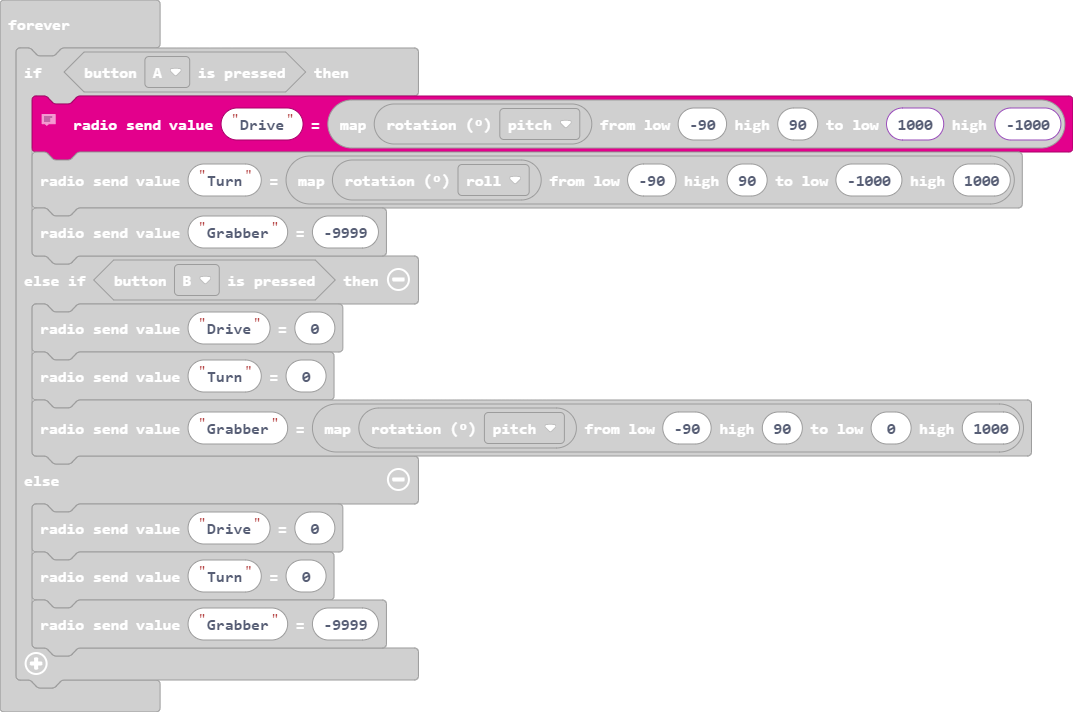 forever
if button A is pressed then
radio send value "Drive" = map rotation (º) pitch from low -90 high 90 to low 1000 high -1000
radio send value "Turn" = map rotation (º) roll from low -90 high 90 to low -1000 high 1000
radio send value "Grabber" = -9999
else if button B is pressed then
radio send value "Drive" = 0
radio send value "Turn" = 0
radio send value "Grabber" = map rotation (º) pitch from low -90 high 90 to low 0 high 1000
else
radio send value "Drive" = 0
radio send value "Turn" = 0
radio send value "Grabber" = -9999